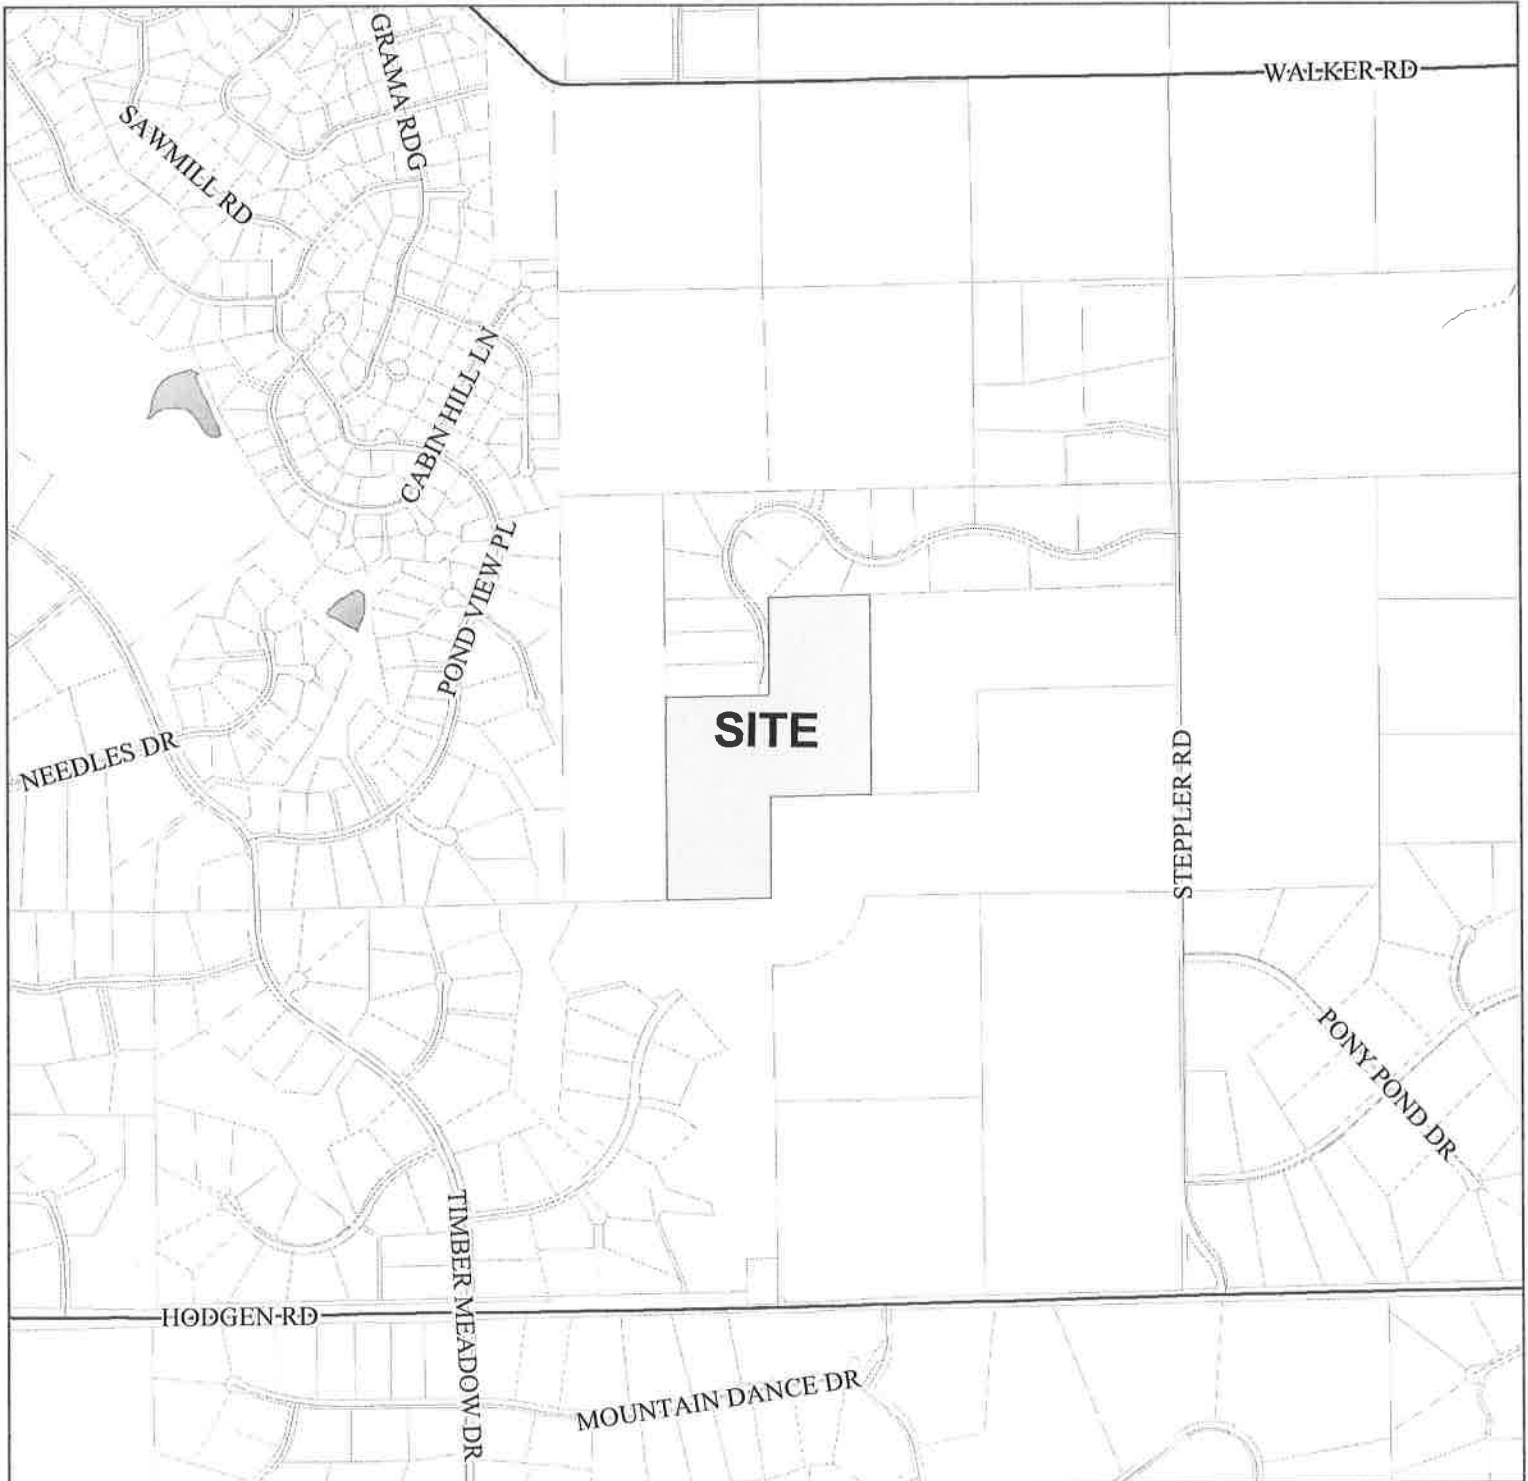 GRAMA RDG
WALKER RD
SAWMILL RD
CABIN HILL LN
POND VIEW PL
SITE
NEEDLES DR
STEPPLER RD
PONY POND DR
TIMBER MEADOW DR
HODGEN RD
MOUNTAIN DANCE DR